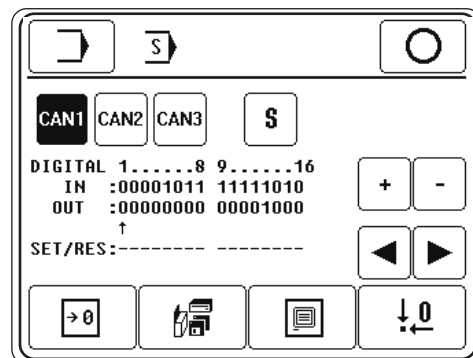 S
CAN1 CAN2 CAN3 S
DIGITAL 1......8 9......16
IN :00001011 11111010
OUT :00000000 00001000
↑
SET/RES:-------- --------
+ -
→0
0